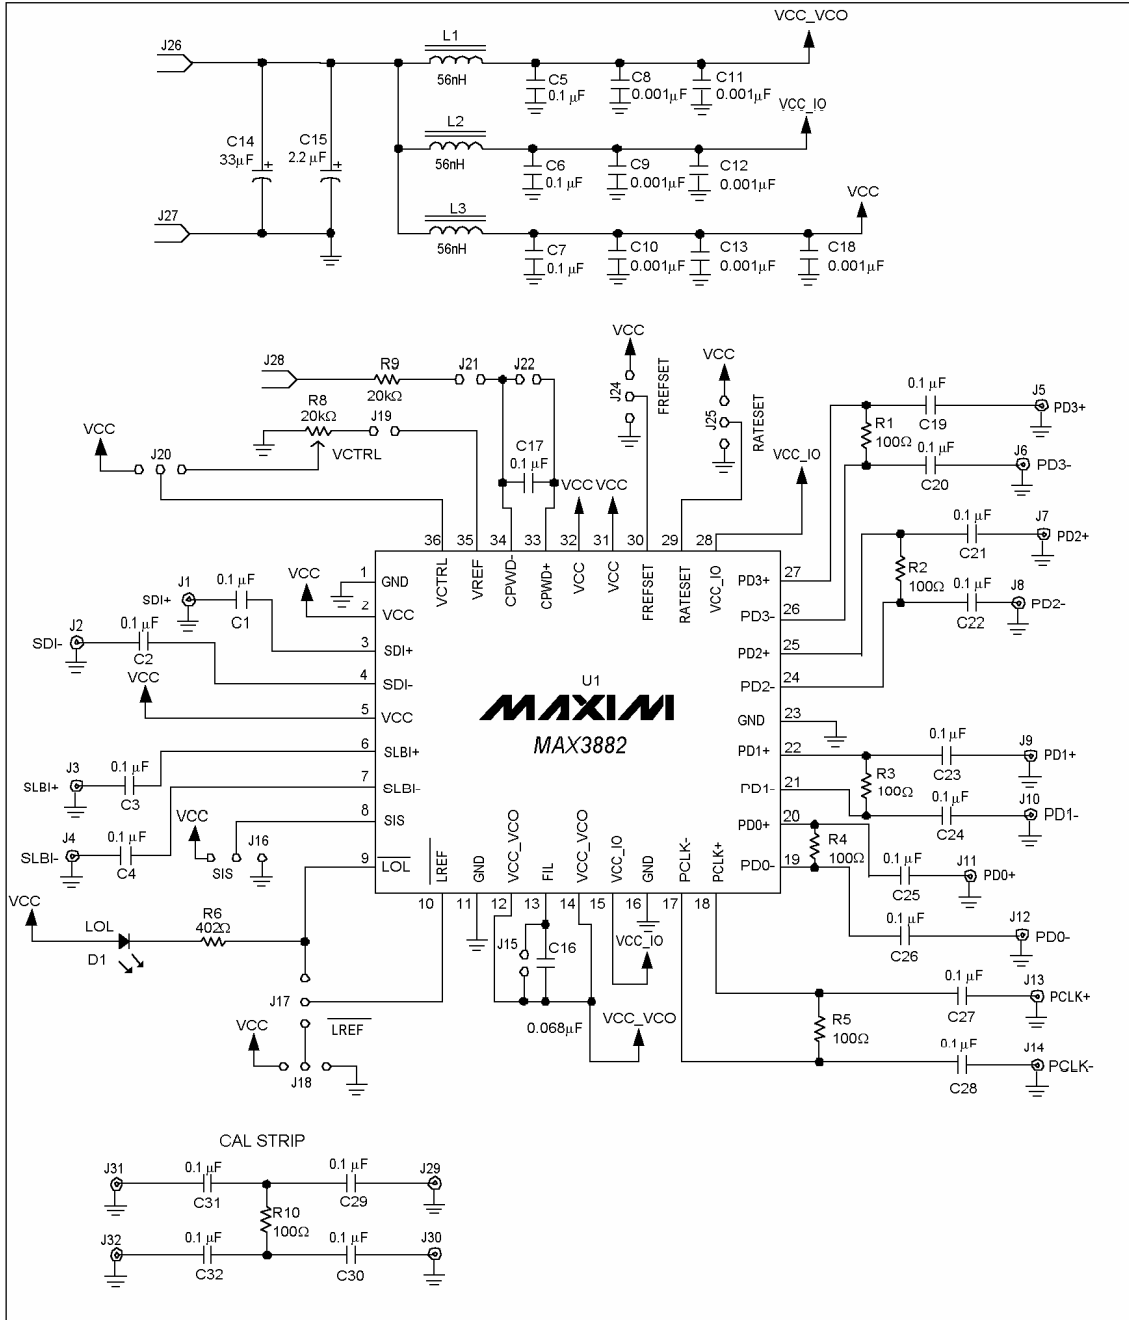 J26
L1
VCC_VCO
56nH
C5
0.1 μF
C8
0.001μF
C11
0.001μF
L2
VCC_IO
C14
33μF
+
C15
2.2 μF
+
56nH
C6
0.1 μF
C9
0.001μF
C12
0.001μF
J27
L3
VCC
56nH
C7
0.1 μF
C10
0.001μF
C13
0.001μF
C18
0.001μF
J28
R9
20kΩ
J21
J22
VCC
J24
FREFSET
VCC
J25
RATESET
R8
20kΩ
J19
VCTRL
VCC
J20
C17
0.1 μF
VCC
VCC
VCC_IO
0.1 μF
C19
J5
PD3+
R1
100Ω
0.1 μF
C20
J6
PD3-
0.1 μF
C21
J7
PD2+
R2
100Ω
0.1 μF
C22
J8
PD2-
36
35
34
33
32
31
30
29
28
VCTRL
VREF
CPWD-
CPWD+
VCC
VCC
FREFSET
RATESET
VCC_IO
1
GND
2
VCC
3
SDI+
4
SDI-
5
VCC
6
SLBI+
7
SLBI-
8
SIS
9
LOL
27
PD3+
26
PD3-
25
PD2+
24
PD2-
23
GND
22
PD1+
21
PD1-
20
PD0+
19
PD0-
U1
MAXIM
MAX3882
VCC
J1
SDI+
0.1 μF
C1
J2
SDI-
0.1 μF
C2
VCC
J3
SLBI+
0.1 μF
C3
J4
SLBI-
0.1 μF
C4
VCC
J16
SIS
0.1 μF
C23
J9
PD1+
R3
100Ω
0.1 μF
C24
J10
PD1-
R4
100Ω
0.1 μF
C25
J11
PD0+
0.1 μF
C26
J12
PD0-
LREF
GND
VCC_VCO
FIL
VCC_VCO
VCC_IO
GND
PCLK-
PCLK+
10
11
12
13
14
15
16
17
18
VCC
LOL
D1
R6
402Ω
J15
C16
0.068μF
VCC_IO
VCC_VCO
J17
LREF
VCC
J18
0.1 μF
C27
J13
PCLK+
R5
100Ω
0.1 μF
C28
J14
PCLK-
CAL STRIP
J31
0.1 μF
C31
0.1 μF
C29
J29
R10
100Ω
J32
0.1 μF
C32
0.1 μF
C30
J30